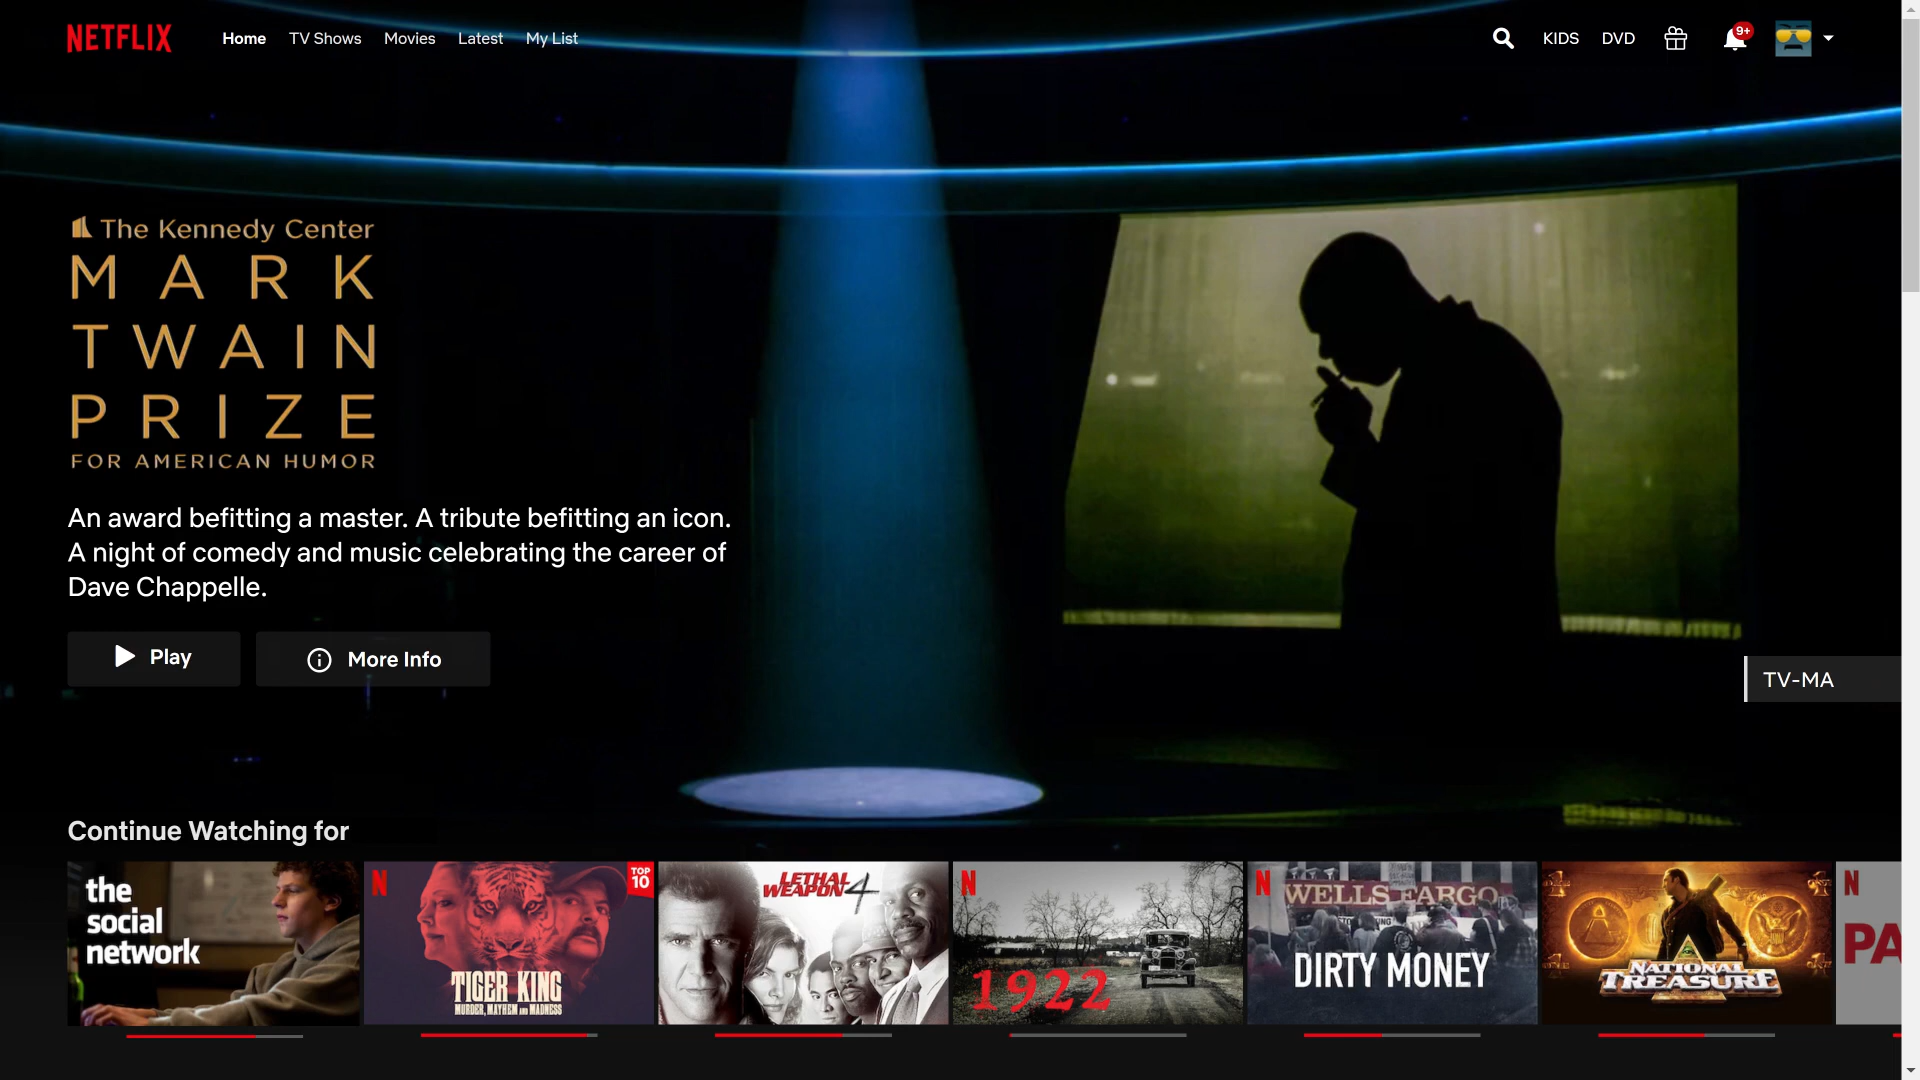 NETFLIX
Home TV Shows Movies Latest My List
KIDS DVD 9+
The Kennedy Center
MARK
TWAIN
PRIZE
FOR AMERICAN HUMOR
An award befitting a master. A tribute befitting an icon.
A night of comedy and music celebrating the career of
Dave Chappelle.
Play
More Info
TV-MA
Continue Watching for
the
social
network
N
TOP
10
TIGER KING
MURDER, MAYHEM AND MADNESS
LETHAL
WEAPON 4
N
1922
N
WELLS FARGO
DIRTY MONEY
NATIONAL
TREASURE
N
PA